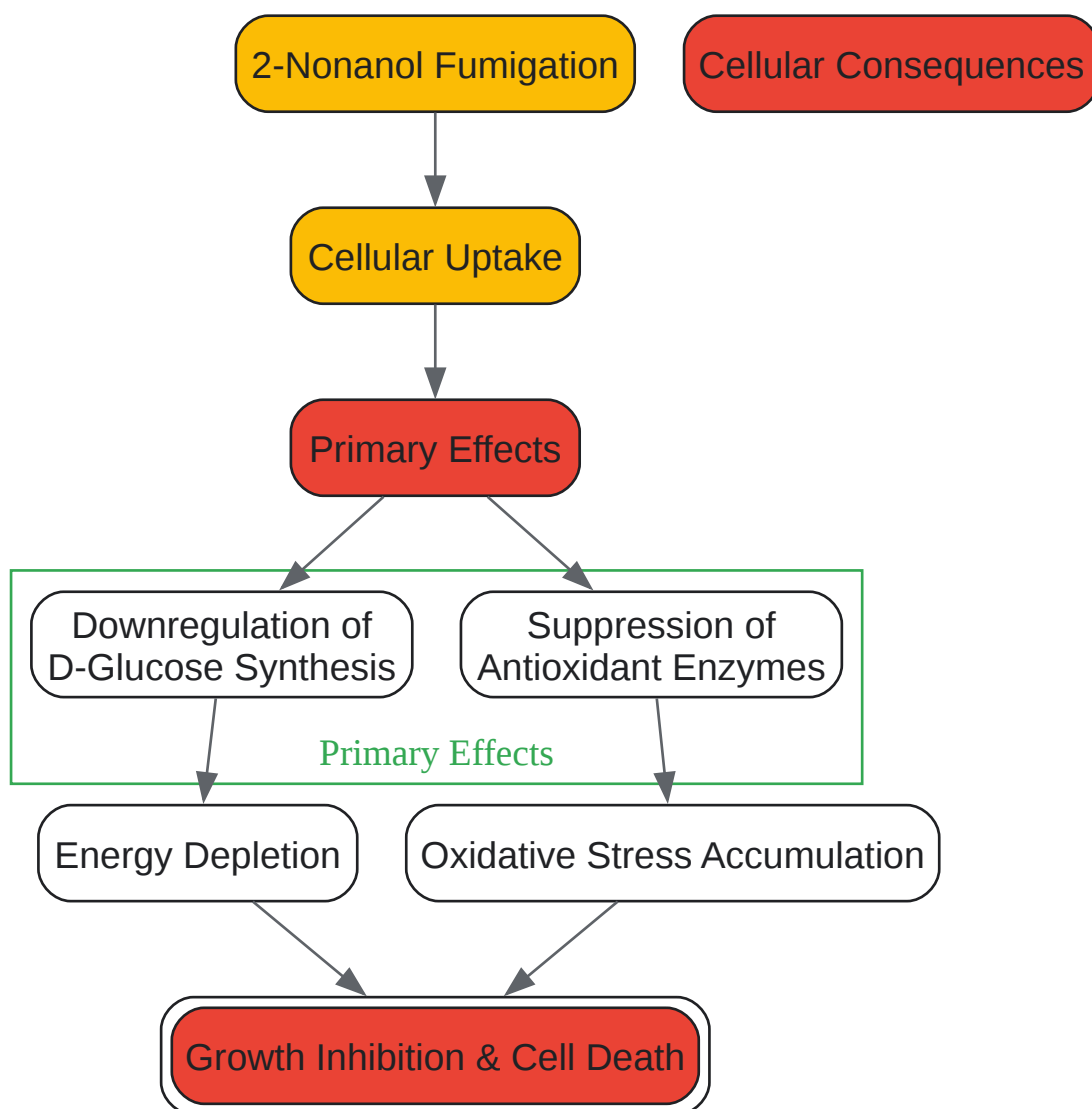 2-Nonanol Fumigation
Cellular Consequences
Cellular Uptake
Primary Effects
Downregulation of
D-Glucose Synthesis
Suppression of
Antioxidant Enzymes
Primary Effects
Energy Depletion
Oxidative Stress Accumulation
Growth Inhibition & Cell Death